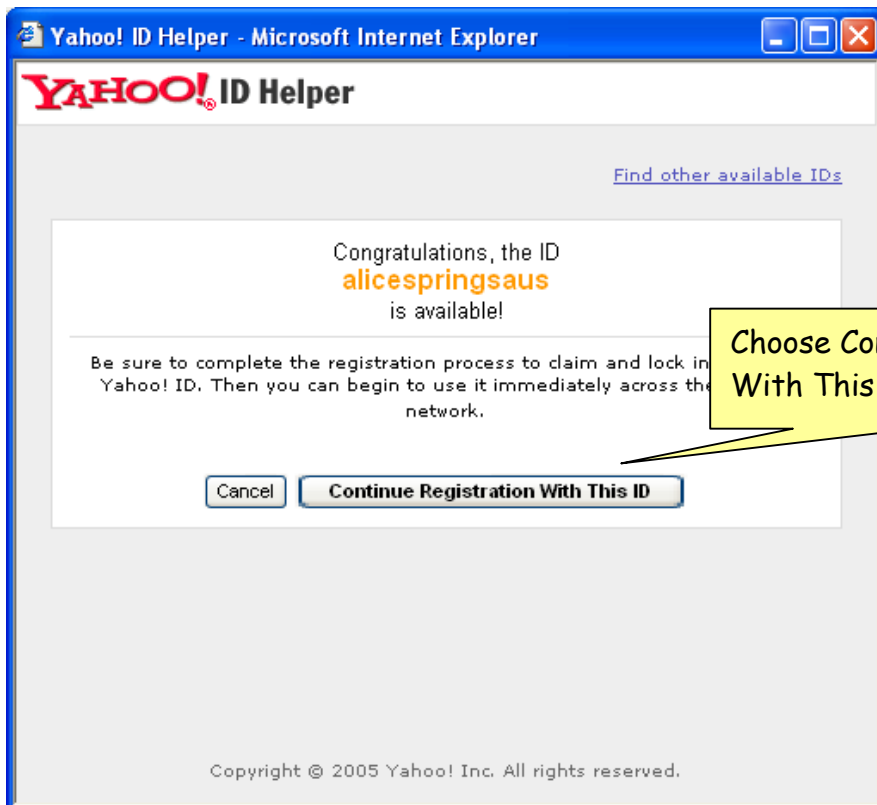 Yahoo! ID Helper - Microsoft Internet Explorer
YAHOO!® ID Helper
Find other available IDs
Congratulations, the ID
alicespringsaus
is available!
Be sure to complete the registration process to claim and lock in
Yahoo! ID. Then you can begin to use it immediately across the
network.
Choose
With This
Cancel
Continue Registration With This ID
Copyright © 2005 Yahoo! Inc. All rights reserved.